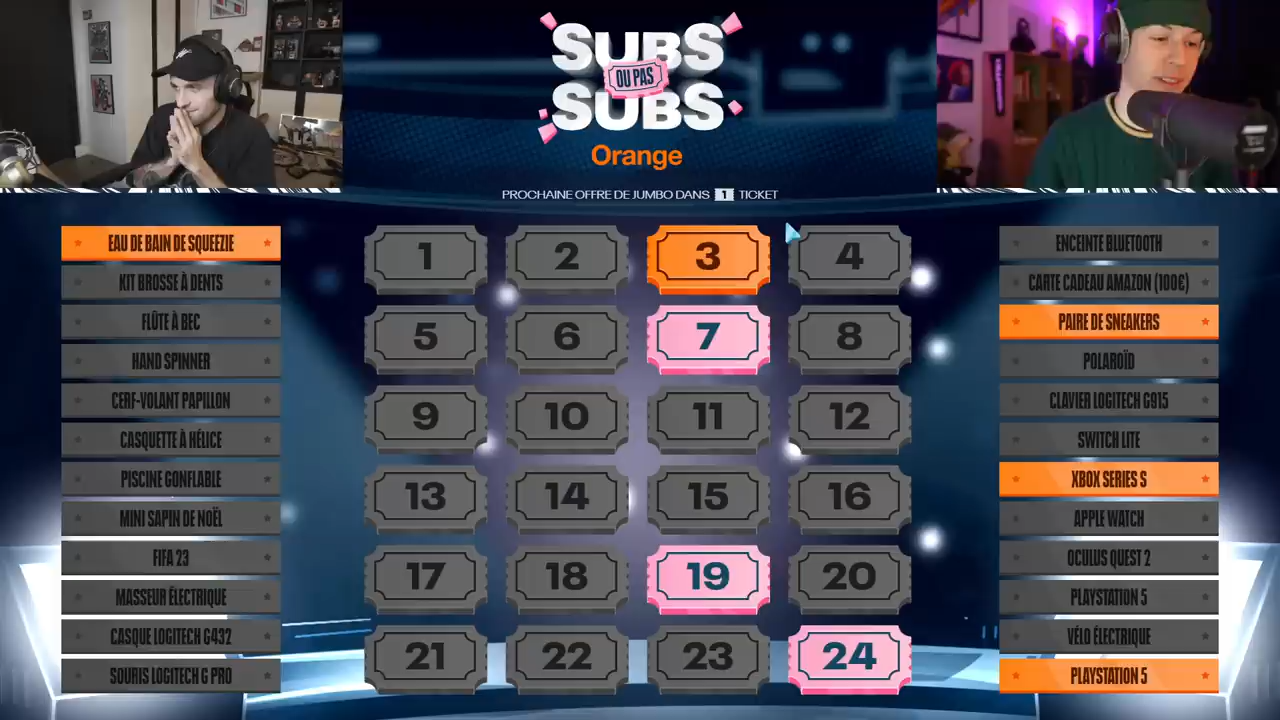 SUBS
OU PAS
SUBS
Orange
PROCHAINE OFFRE DE JUMBO DANS 1 TICKET
EAU DE BAIN DE SQUEEZIE
KIT BROSSE À DENTS
FLÛTE À BEC
HAND SPINNER
CERF-VOLANT PAPILLON
CASQUETTE À HÉLICE
PISCINE GONFLABLE
MINI SAPIN DE NOËL
FIFA 23
MASSEUR ÉLECTRIQUE
CASQUE LOGITECH G432
SOURIS LOGITECH G PRO
1 2 3 4
5 6 7 8
9 10 11 12
13 14 15 16
17 18 19 20
21 22 23 24
ENCEINTE BLUETOOTH
CARTE CADEAU AMAZON (100€)
PAIRE DE SNEAKERS
POLAROÏD
CLAVIER LOGITECH G915
SWITCH LITE
XBOX SERIES S
APPLE WATCH
OCULUS QUEST 2
PLAYSTATION 5
VÉLO ÉLECTRIQUE
PLAYSTATION 5